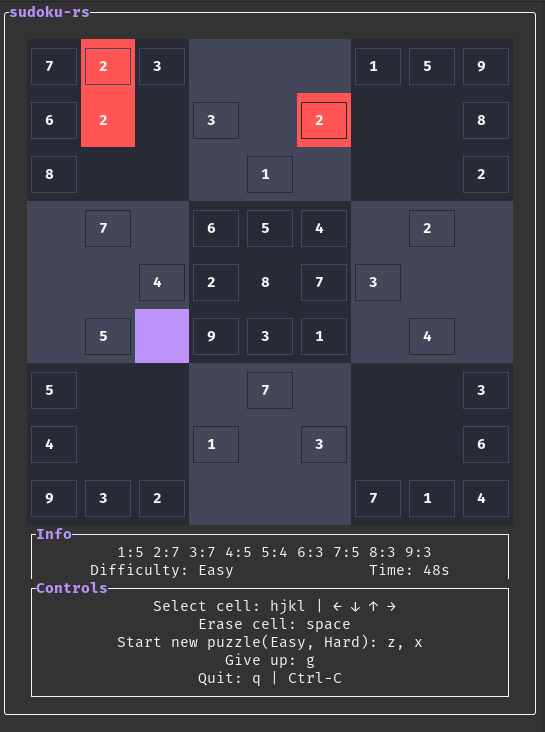 sudoku-rs
7 2 3 1 5 9
6 2 3 2 8
8 1 2
7 6 5 4 2
4 2 8 7 3
5 9 3 1 4
5 7 3
4 1 3 6
9 3 2 7 1 4
Info
1:5 2:7 3:7 4:5 5:4 6:3 7:5 8:3 9:3
Difficulty: Easy Time: 48s
Controls
Select cell: hjkl | ← ↓ ↑ →
Erase cell: space
Start new puzzle(Easy, Hard): z, x
Give up: g
Quit: q | Ctrl-C